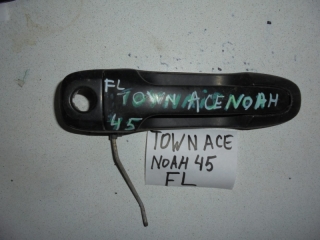 FL
TOWN ACE NOAH
45
TOWN ACE
NOAH 45
FL